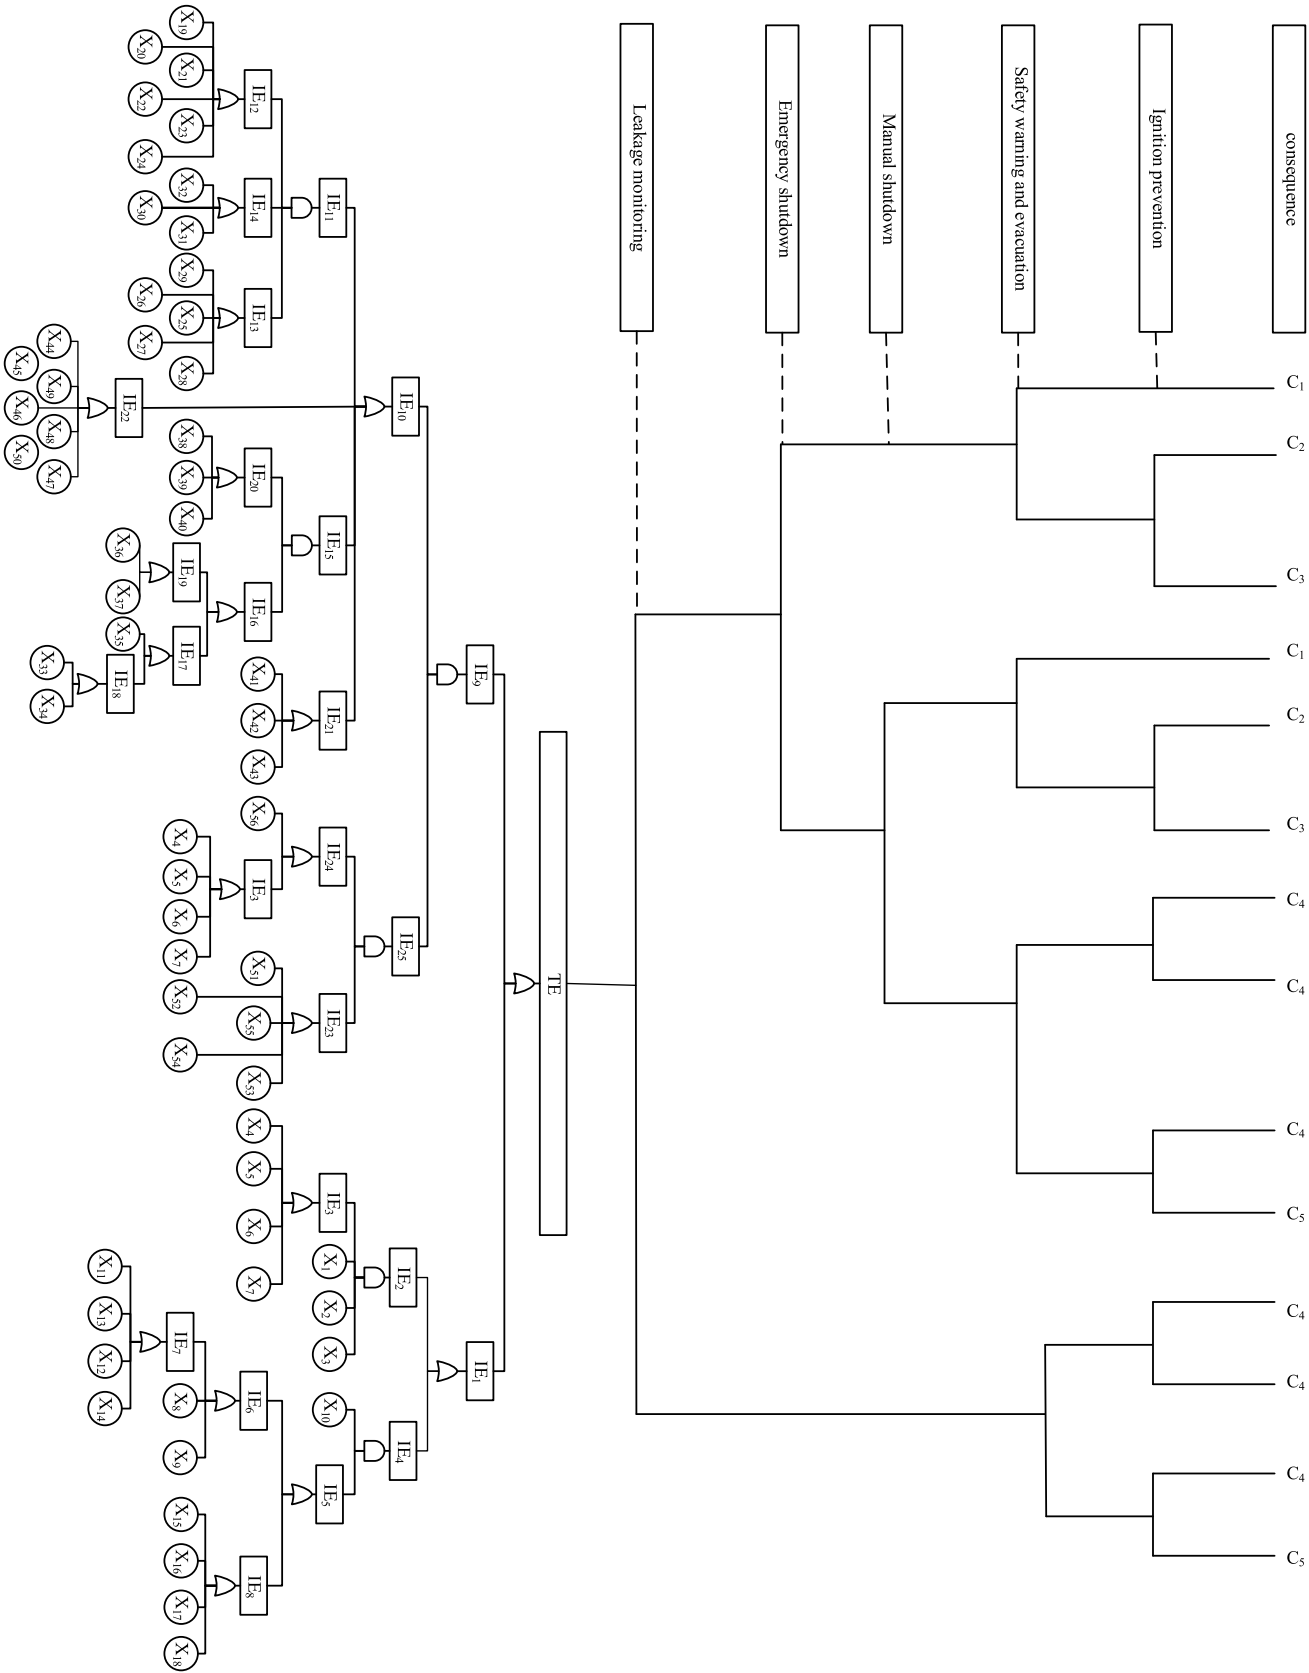 Leakage monitoring
Emergency shutdown
Manual shutdown
Safety warning and evacuation
Ignition prevention
consequence
C1
C2
C3
C1
C2
C3
C4
C4
C4
C5
C4
C4
C4
C5
TE
IE9
IE1
IE10
IE25
IE2
IE4
IE11
IE15
IE21
IE24
IE23
IE3
X1
X2
X3
X10
IE5
IE12
IE14
IE13
IE20
IE16
X41
X42
X43
X56
IE3
X51
X55
X53
X4
X5
X6
X7
IE6
IE8
X19
X21
X23
X32
X31
X29
X25
X28
X38
X39
X40
IE19
IE17
X4
X5
X6
X7
X52
X54
IE7
X8
X9
X15
X16
X17
X18
X20
X22
X24
X30
X26
X27
IE22
X36
X37
X35
IE18
X11
X13
X12
X14
X44
X49
X48
X47
X33
X34
X45
X46
X50